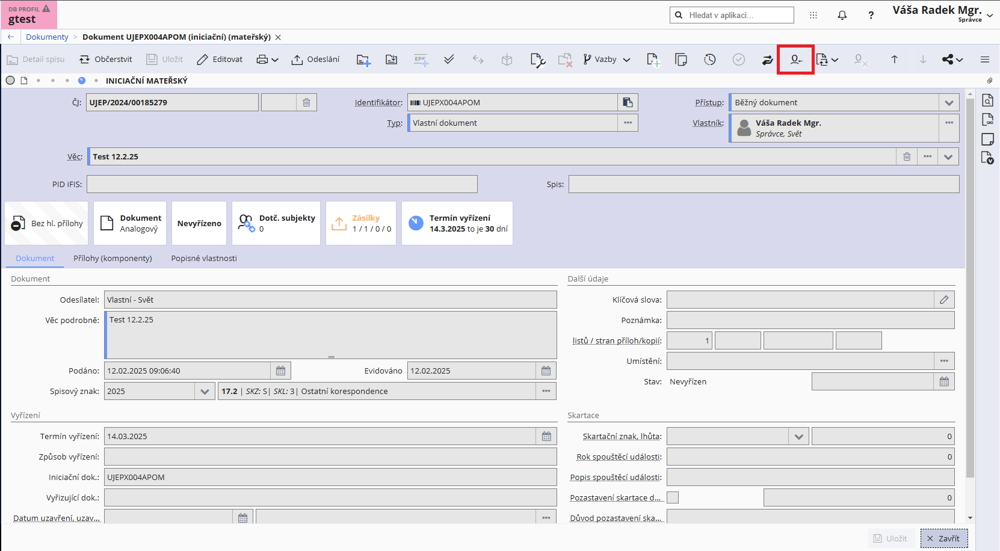 DB PROFIL
gtest
Hledat v aplikaci...
?
Váša Radek Mgr.
Správce
Dokumenty > Dokument UJEPX004APOM (iniciační) (mateřský)
Detail spisu Občerstvit Uložit Editovat Odeslání EPK Vazby
INICIAČNÍ MATEŘSKÝ
ČJ: UJEP/2024/00185279 Identifikátor: UJEPX004APOM Přístup: Běžný dokument
Typ: Vlastní dokument Vlastník: Váša Radek Mgr.
Správce, Svět
Věc: Test 12.2.25
PID iFIS: Spis:
Bez hl. přílohy
Dokument
Analogový
Nevyřízeno
Dotč. subjekty
0
Zásilky
1 / 1 / 0 / 0
Termín vyřízení
14.3.2025 to je 30 dní
Dokument Přílohy (komponenty) Popisné vlastnosti
Dokument Další údaje
Odesílatel: Vlastní - Svět Klíčová slova:
Věc podrobně: Test 12.2.25 Poznámka:
listů / stran příloh/kopií: 1
Umístění:
Podáno: 12.02.2025 09:06:40 Evidováno 12.02.2025
Stav: Nevyřízen
Spisový znak: 2025 17.2 | SKZ: S| SKL: 3| Ostatní korespondence
Vyřízení Skartace
Termín vyřízení: 14.03.2025 Skartační znak, lhůta: 0
Způsob vyřízení: Rok spouštěcí události: 0
Iniciační dok.: UJEPX004APOM Popis spouštěcí události:
Vyřizující dok.: Pozastavení skartace d... 0
Datum uzavření, uzav... Důvod pozastavení ska...
Uložit Zavřít